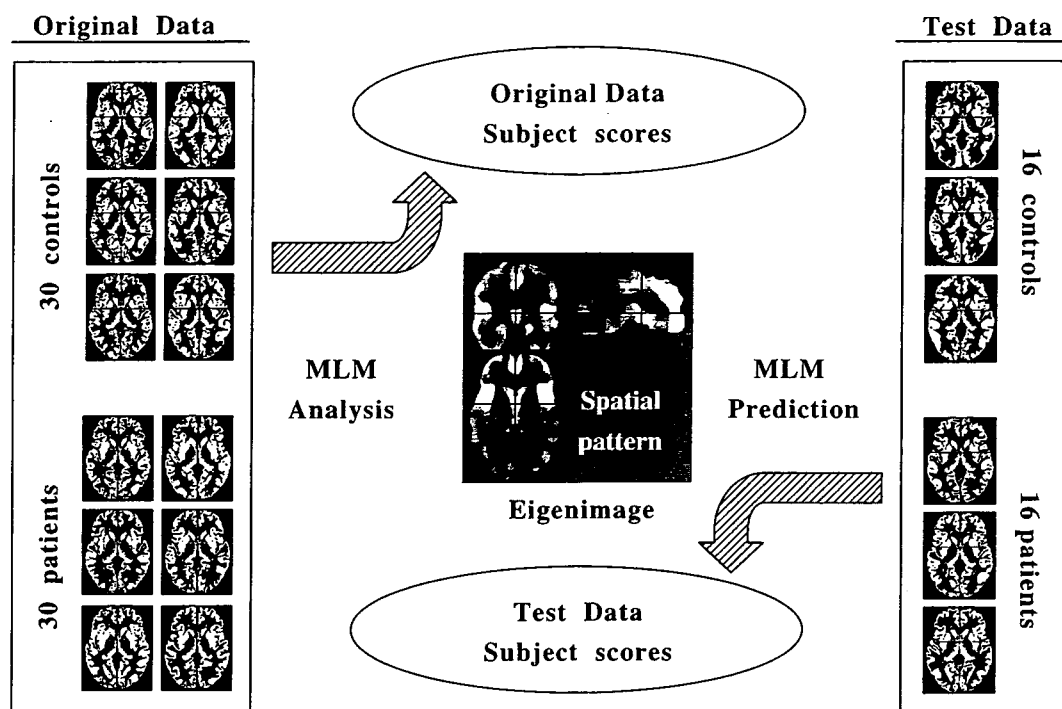 Original Data
30 controls
30 patients
Original Data
Subject scores
MLM
Analysis
Spatial
pattern
Eigenimage
MLM
Prediction
Test Data
Subject scores
Test Data
16 controls
16 patients